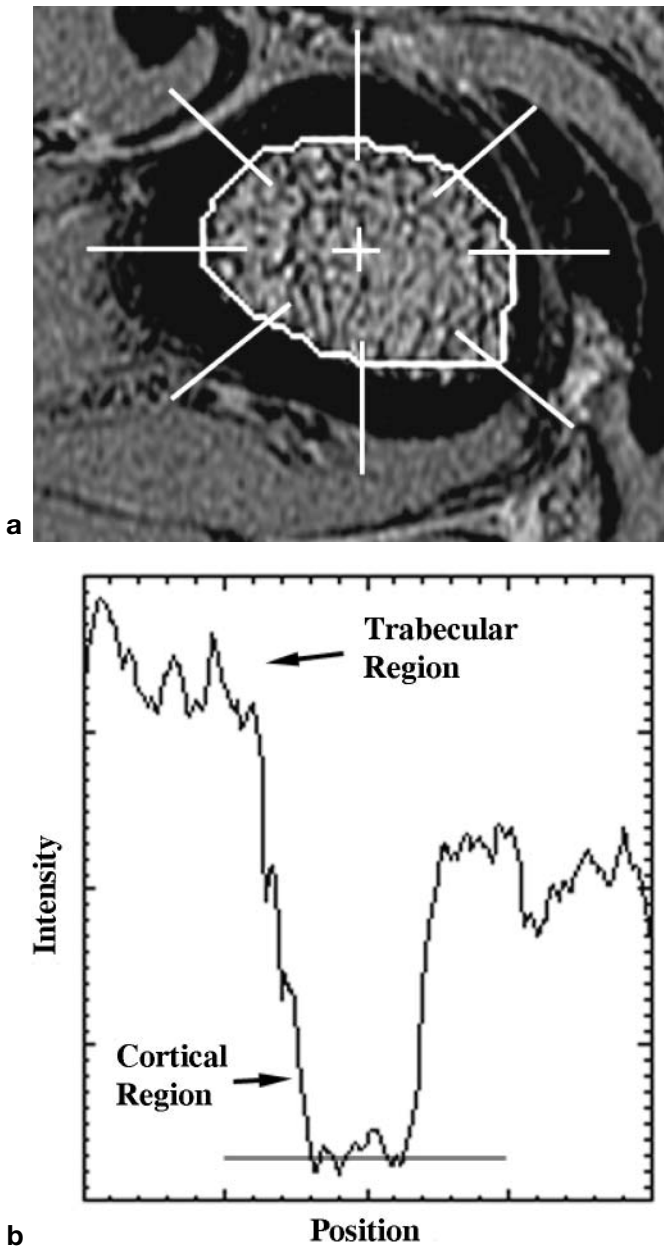 a
Trabecular
Region
Intensity
Cortical
Region
Position
b